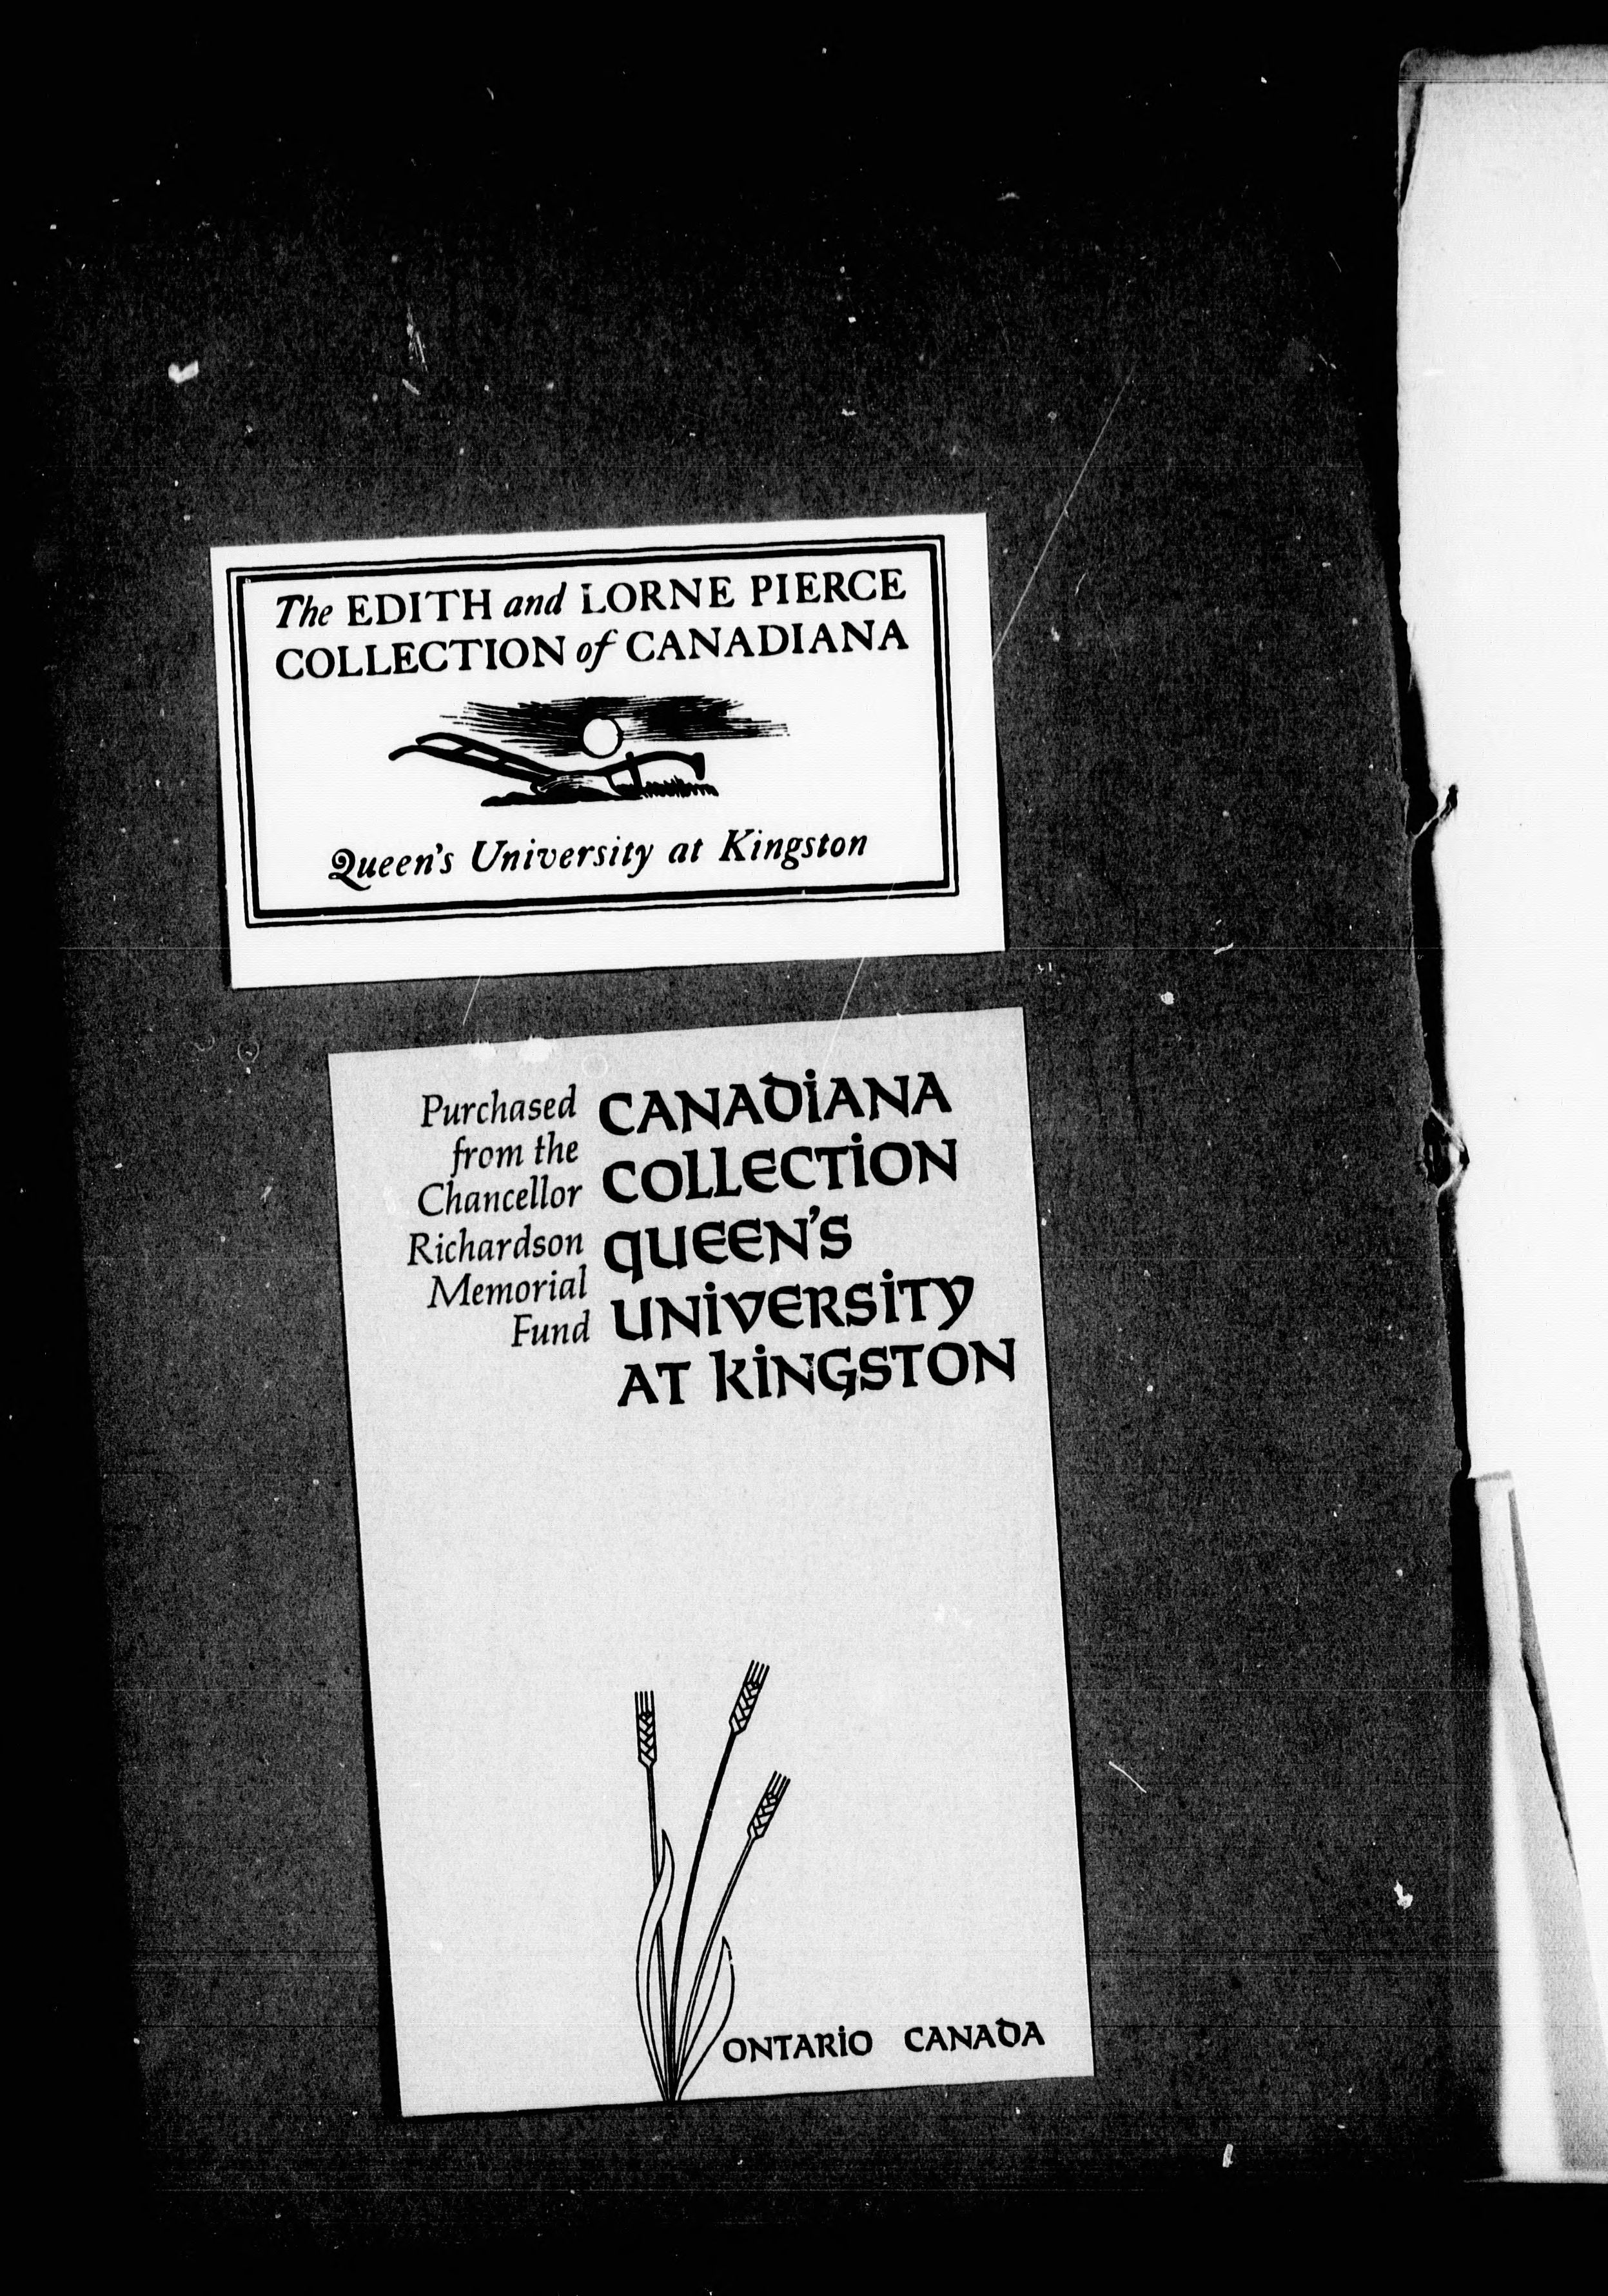 The EDITH and LORNE PIERCE
COLLECTION of CANADIANA
Queen's University at Kingston
Purchased
from the
Chancellor
Richardson
Memorial
Fund
CANADIANA
COLLECTION
QUEEN'S
UNIVERSITY
AT KINGSTON
ONTARIO CANADA